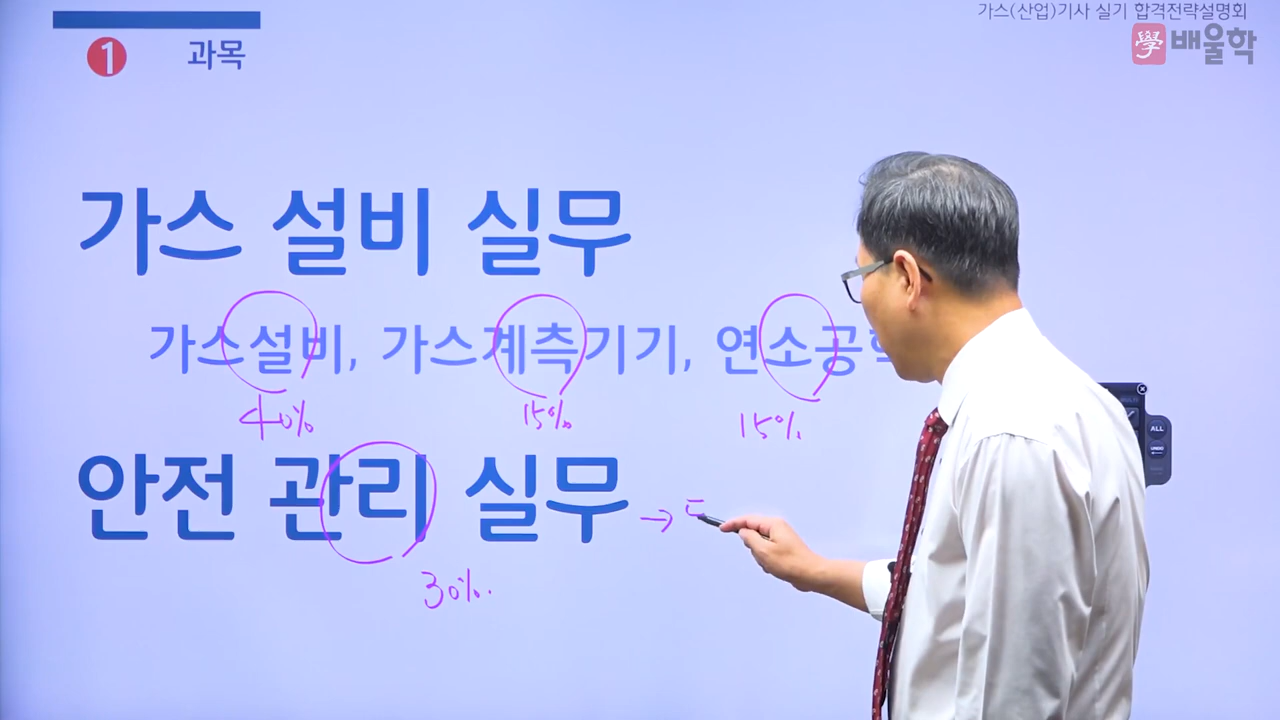 가스(산업)기사 실기 합격전략설명회
學 배울학
1 과목
가스 설비 실무
가스설비, 가스계측기기, 연소공학
40% 15% 15%
안전 관리 실무 →
30%.
ALL
UNDO